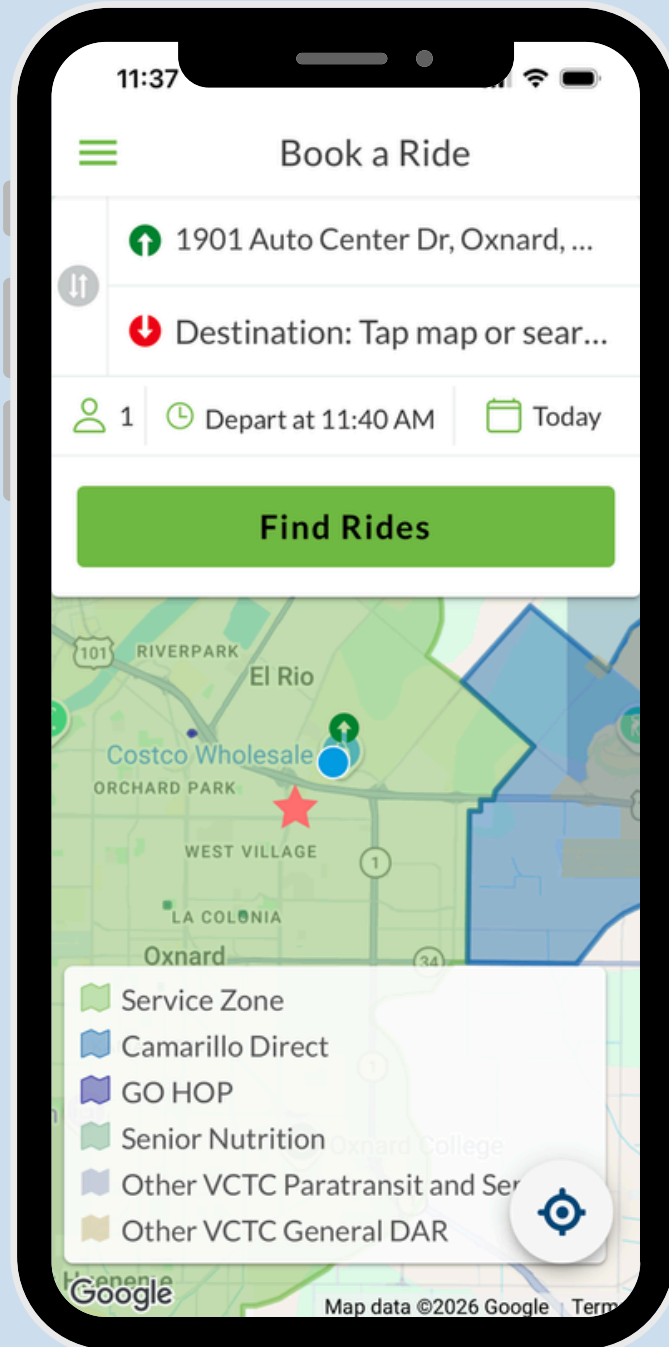 11:37
Book a Ride
1901 Auto Center Dr, Oxnard, ...
Destination: Tap map or sear...
1
Depart at 11:40 AM
Today
Find Rides
101
RIVERPARK
El Rio
Costco Wholesale
ORCHARD PARK
WEST VILLAGE
1
LA COLONIA
Oxnard
34
Service Zone
Camarillo Direct
1
GO HOP
Senior Nutrition
Oxnard College
Other VCTC Paratransit and Ser
Other VCTC General DAR
Google
Map data ©2026 Google
Term